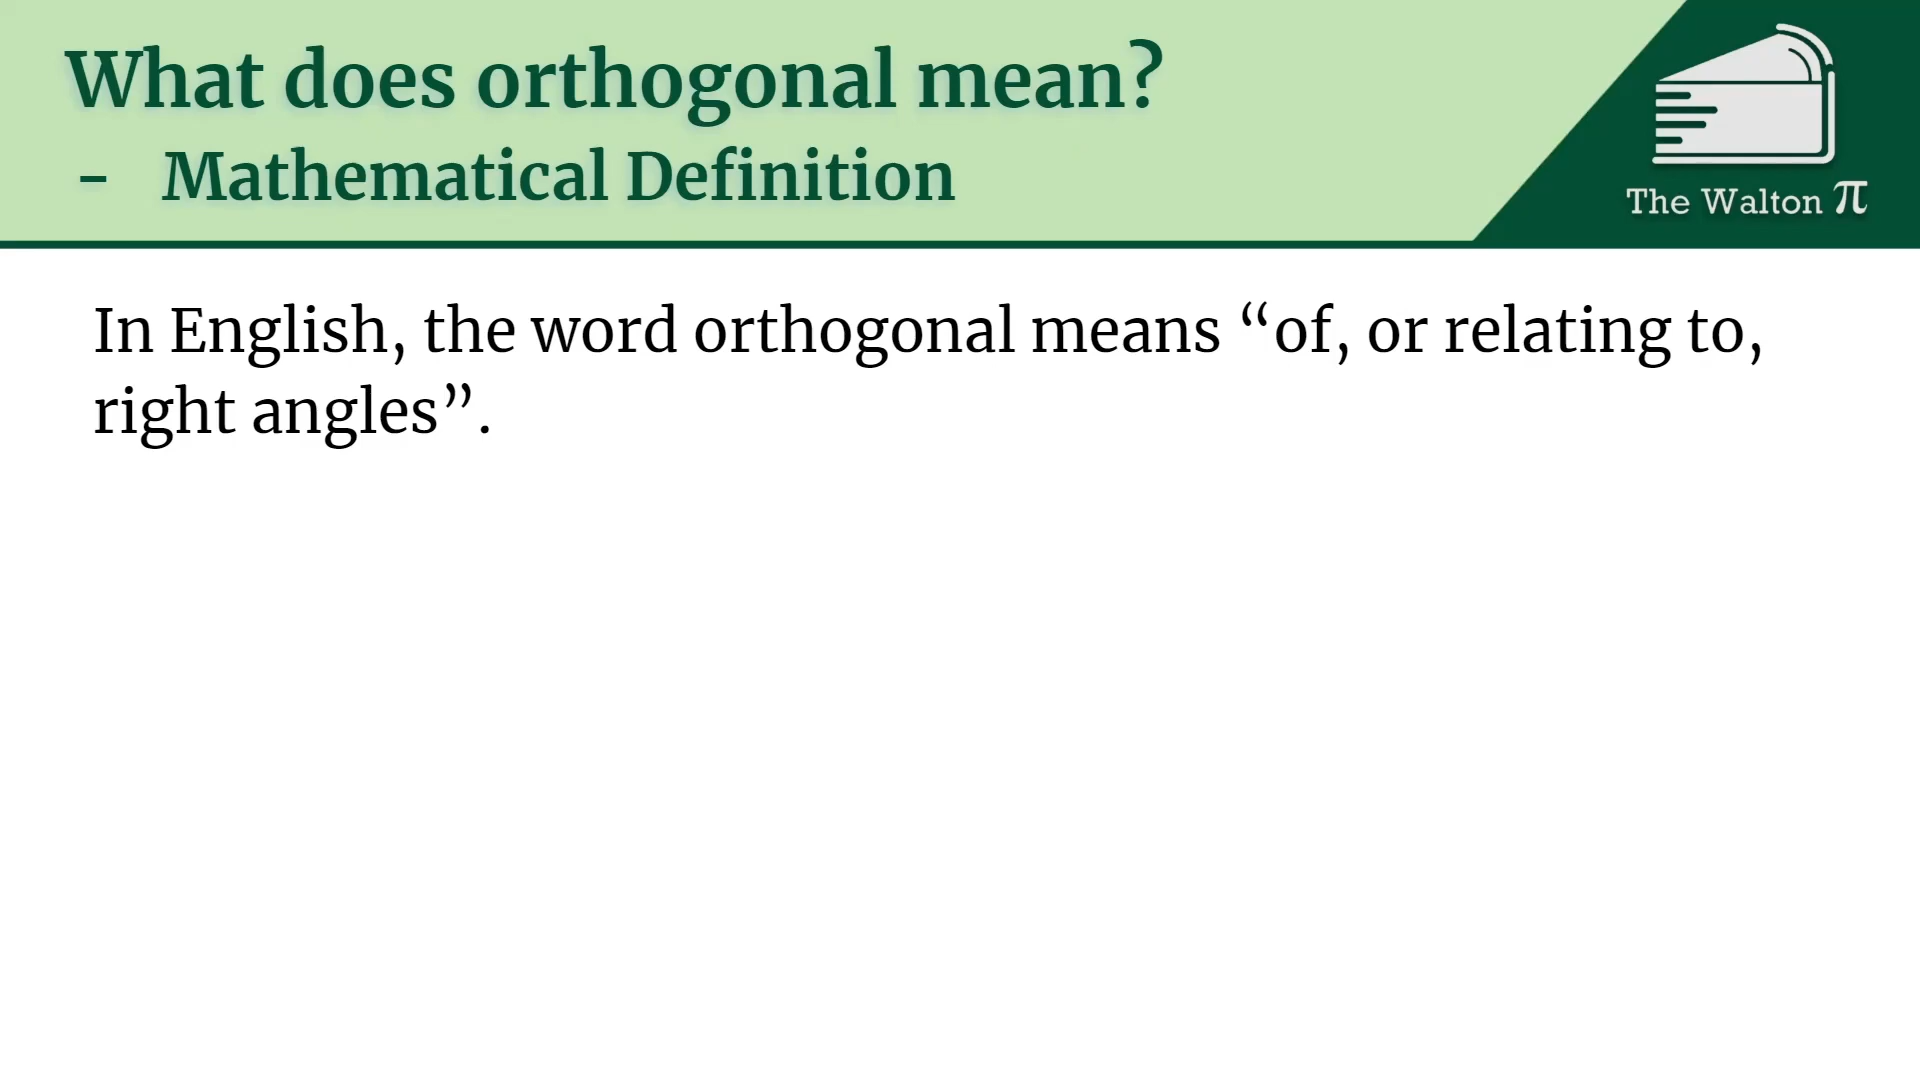 What does orthogonal mean?
- Mathematical Definition
The Walton π
In English, the word orthogonal means “of, or relating to,
right angles”.